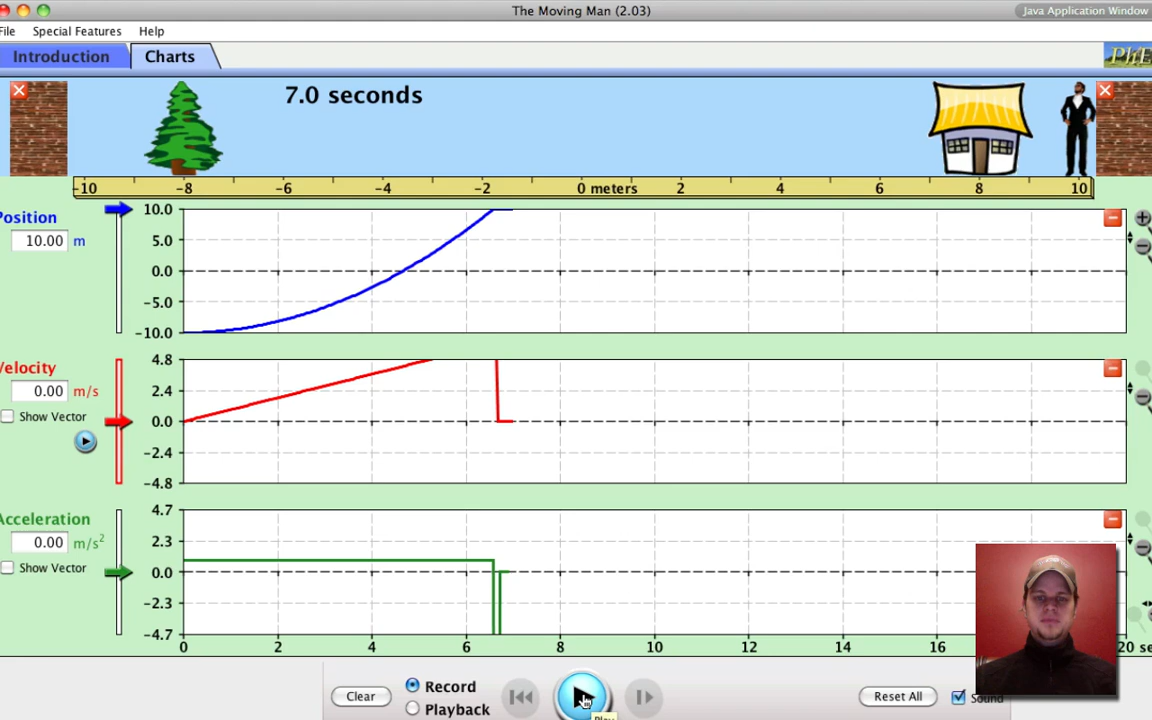 The Moving Man (2.03)
Java Application Window
File Special Features Help
Introduction Charts
7.0 seconds
-10 -8 -6 -4 -2 0 meters 2 4 6 8 10
Position
10.00 m
10.0
5.0
0.0
-5.0
-10.0
Velocity
0.00 m/s
Show Vector
4.8
2.4
0.0
-2.4
-4.8
Acceleration
0.00 m/s²
Show Vector
4.7
2.3
0.0
-2.3
-4.7
0 2 4 6 8 10 12 14 16 20 se
Clear
Record
Playback
Play
Reset All
Sound